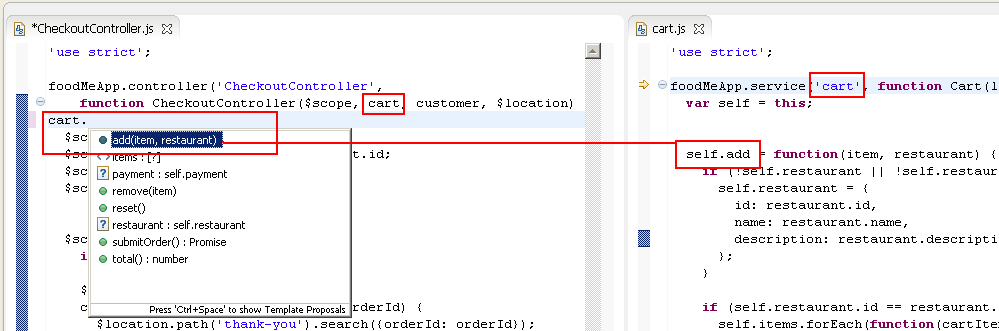 *CheckoutController.js
'use strict';
foodMeApp.controller('CheckoutController',
function CheckoutController($scope, cart, customer, $location)
cart.
$sc
add(item, restaurant)
$sc
items : [?]
t.id;
$sc
payment : self.payment
$sc
remove(item)
reset()
restaurant : self.restaurant
$sc
submitOrder() : Promise
i
total() : number
$
c
orderId) {
Press 'Ctrl+Space' to show Template Proposals
$location.path('thank-you').search({orderId: orderId});
cart.js
'use strict';
foodMeApp.service('cart', function Cart(l
var self = this;
self.add = function(item, restaurant) {
if (!self.restaurant || !self.restaur
self.restaurant = {
id: restaurant.id,
name: restaurant.name,
description: restaurant.descriptio
};
}
if (self.restaurant.id == restaurant.
self.items.forEach(function(cartIte